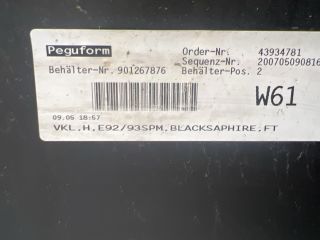 Peguform
Order-Nr. 43934781
Sequenz-Nr. 200705090816
Behälter-Nr. 901267876 Behälter-Pos. 2
W61
09.05 18:57
VKL.H.E92/93SPM.BLACKSAPHIRE.FT